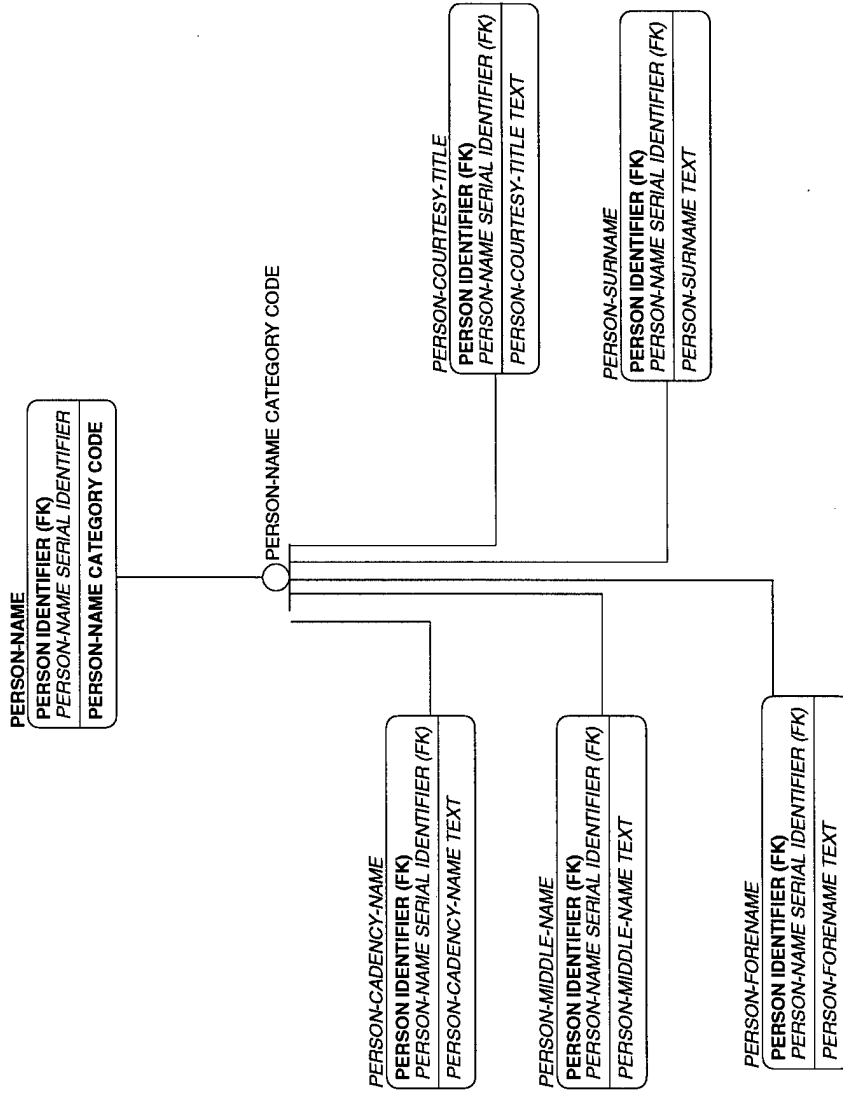 PERSON-NAME
PERSON IDENTIFIER (FK)
PERSON-NAME SERIAL IDENTIFIER
PERSON-NAME CATEGORY CODE
PERSON-NAME CATEGORY CODE
PERSON-CADENCY-NAME
PERSON IDENTIFIER (FK)
PERSON-NAME SERIAL IDENTIFIER (FK)
PERSON-CADENCY-NAME TEXT
PERSON-COURTESY-TITLE
PERSON IDENTIFIER (FK)
PERSON-NAME SERIAL IDENTIFIER (FK)
PERSON-COURTESY-TITLE TEXT
PERSON-MIDDLE-NAME
PERSON IDENTIFIER (FK)
PERSON-NAME SERIAL IDENTIFIER (FK)
PERSON-MIDDLE-NAME TEXT
PERSON-SURNAME
PERSON IDENTIFIER (FK)
PERSON-NAME SERIAL IDENTIFIER (FK)
PERSON-SURNAME TEXT
PERSON-FORENAME
PERSON IDENTIFIER (FK)
PERSON-NAME SERIAL IDENTIFIER (FK)
PERSON-FORENAME TEXT